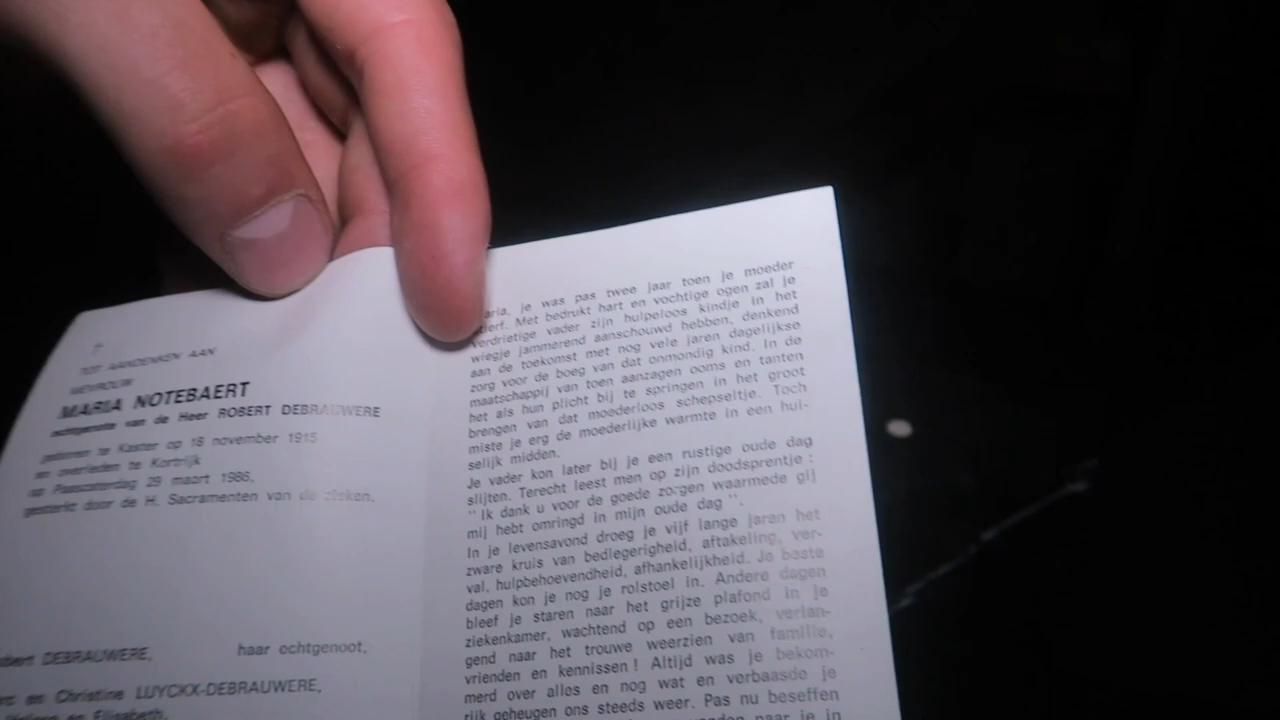 TOT AANDENKEN AAN
MEVROUW
MARIA NOTEBAERT
echtgenote van de Heer ROBERT DEBRAUWERE
geboren te Kaster op 18 november 1915
en overleden te Kortrijk
op Paaszaterdag 29 maart 1986,
gesterkt door de H. Sacramenten van de zieken.
DEBRAUWERE, haar echtgenoot,
en Christine LUYCKX-DEBRAUWERE,
en Elisabeth,
je was pas twee jaar toen je moeder
Met bedrukt hart en vochtige ogen zal je
verdrietige vader zijn hulpeloos kindje in het
wiegje jammerend aanschouwd hebben, denkend
aan de toekomst met nog vele jaren dagelijkse
zorg voor de boeg van dat onmondig kind. In de
maatschappij van toen aanzagen ooms en tanten
het als hun plicht bij te springen in het groot
brengen van dat moederloos schepseltje. Toch
miste je erg de moederlijke warmte in een hui-
selijk midden.
Je vader kon later bij je een rustige oude dag
slijten. Terecht leest men op zijn doodsprentje :
'' Ik dank u voor de goede zorgen waarmede gij
mij hebt omringd in mijn oude dag ''.
In je levensavond droeg je vijf lange jaren het
zware kruis van bedlegerigheid, aftakeling, ver-
val, hulpbehoevendheid, afhankelijkheid. Je beste
dagen kon je nog je rolstoel in. Andere dagen
bleef je staren naar het grijze plafond in je
ziekenkamer, wachtend op een bezoek, verlan-
gend naar het trouwe weerzien van familie,
vrienden en kennissen ! Altijd was je bekom-
merd over alles en nog wat en verbaasde je
rijk geheugen ons steeds weer. Pas nu beseffen
naar je in